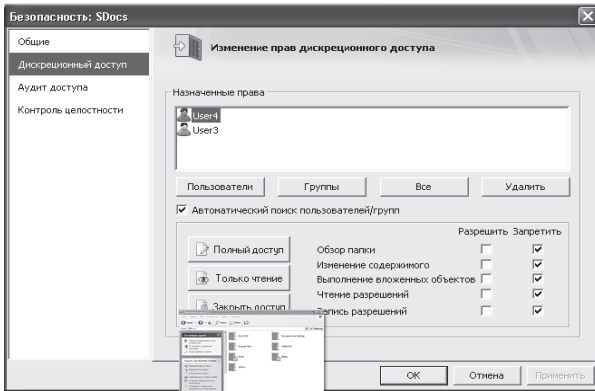 Безопасность: SDocs
Общие
Дискреционный доступ
Аудит доступа
Контроль целостности
Изменение прав дискреционного доступа
Назначенные права
User4
User3
Пользователи Группы Все Удалить
Автоматический поиск пользователей/групп
Разрешить Запретить
Полный доступ
Только чтение
Закрыть доступ
Обзор папки
Изменение содержимого
Выполнение вложенных объектов
Чтение разрешений
Запись разрешений
ОК Отмена Применить